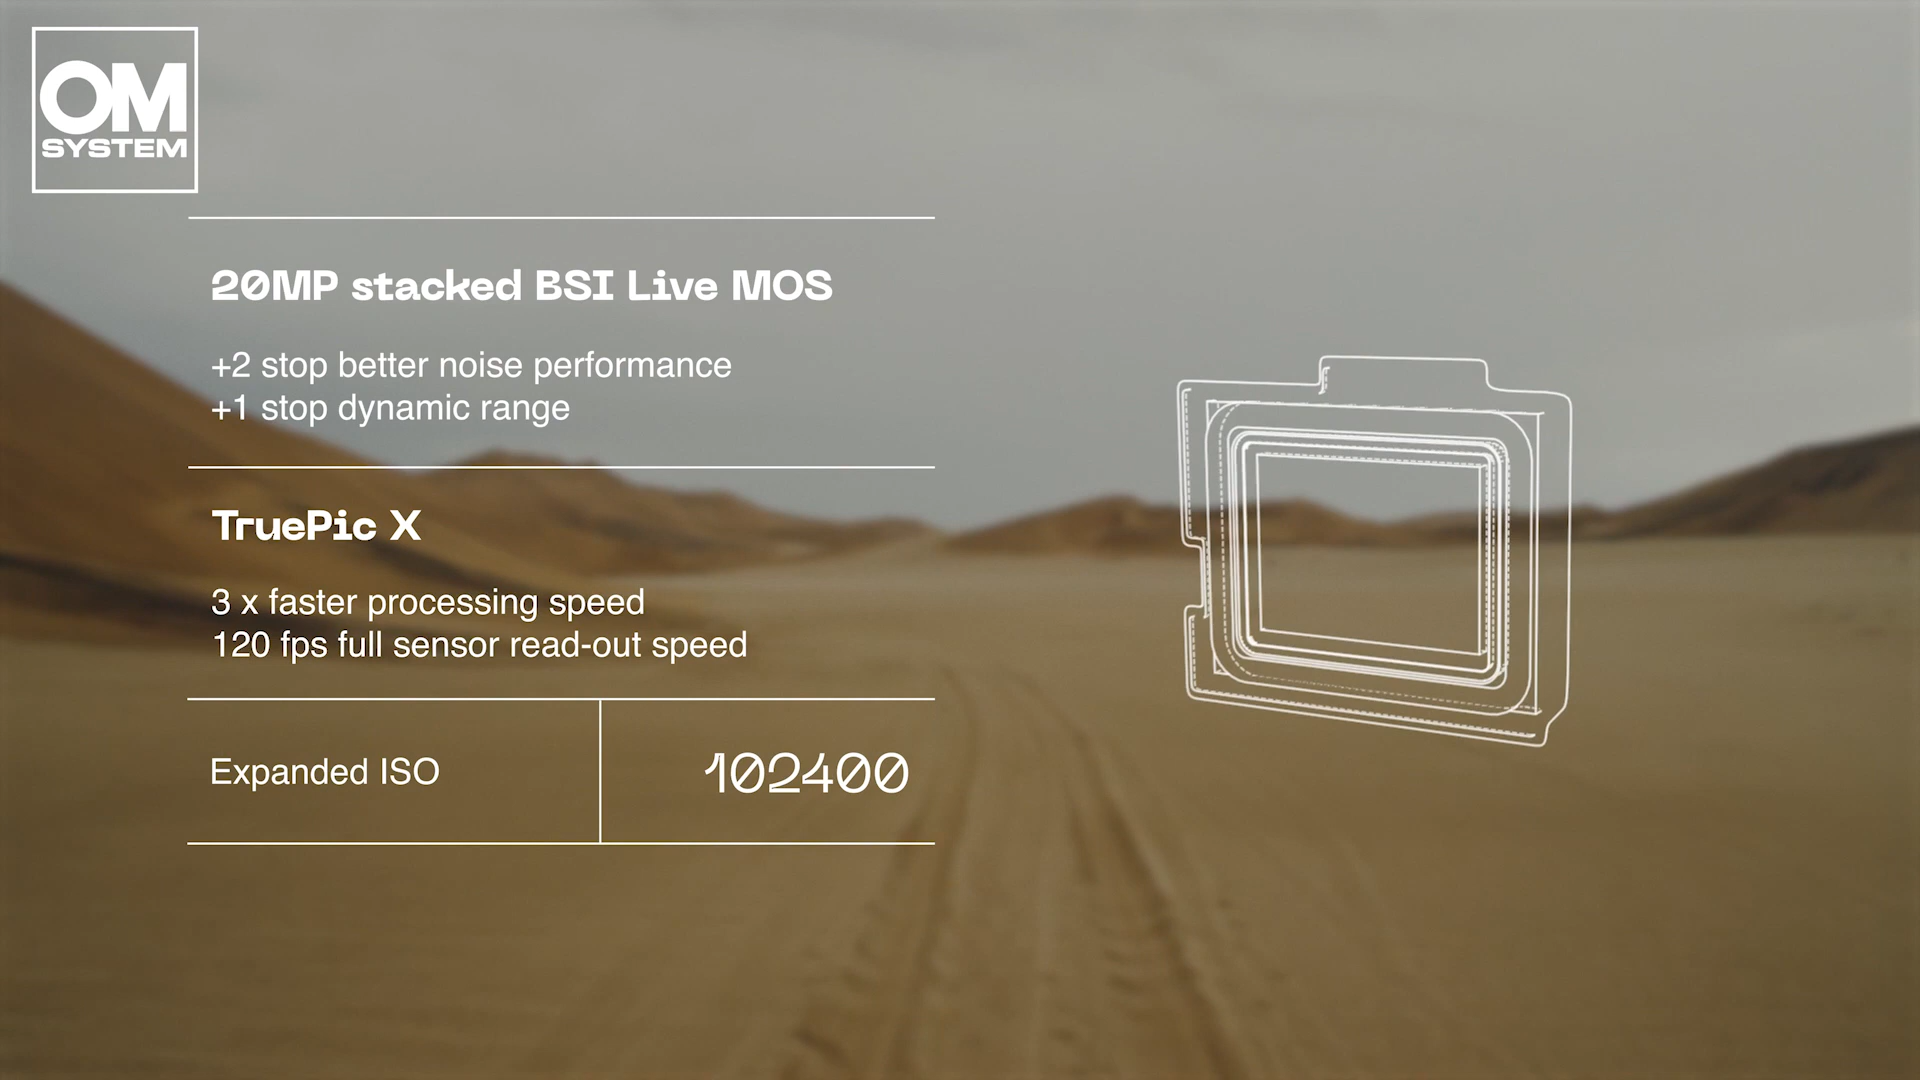 OM
SYSTEM
20MP stacked BSI Live MOS
+2 stop better noise performance
+1 stop dynamic range
TruePic X
3 x faster processing speed
120 fps full sensor read-out speed
Expanded ISO
102400